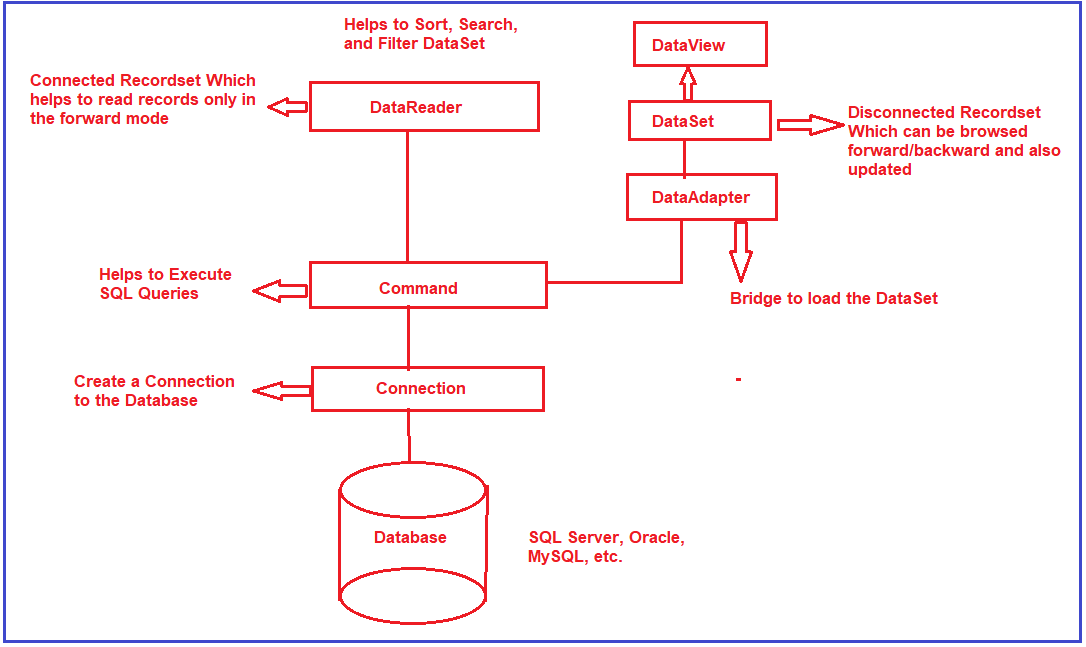 Helps to Sort, Search,
and Filter DataSet
DataView
Connected Recordset Which
helps to read records only in
the forward mode
DataReader
DataSet
Disconnected Recordset
Which can be browsed
forward/backward and also
updated
DataAdapter
Helps to Execute
SQL Queries
Command
Bridge to load the DataSet
Create a Connection
to the Database
Connection
Database
SQL Server, Oracle,
MySQL, etc.